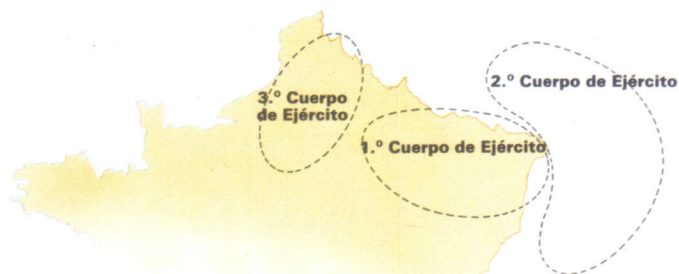 2.º Cuerpo de Ejército
3.º Cuerpo
de Ejército
1.º Cuerpo de Ejército